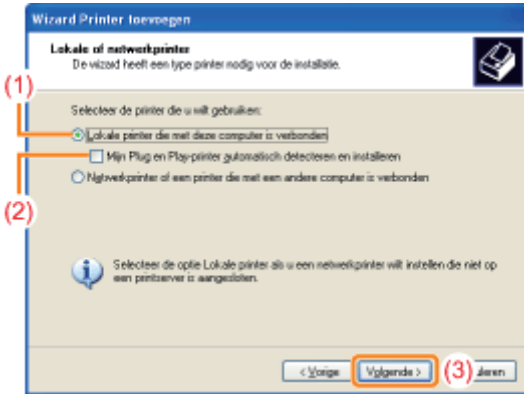 Wizard Printer toevoegen
Lokale of netwerkprinter
De wizard heeft een type printer nodig voor de installatie.
(1)
Selecteer de printer die u wilt gebruiken:
Lokale printer die met deze computer is verbonden
Mijn Plug en Play-printer automatisch detecteren en installeren
(2)
Netwerkprinter of een printer die met een andere computer is verbonden
Selecteer de optie Lokale printer als u een netwerkprinter wilt instellen die niet op
een printserver is aangesloten.
< Vorige Volgende > (3) uleren